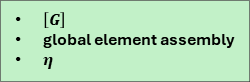 • [G]
• global element assembly
• η